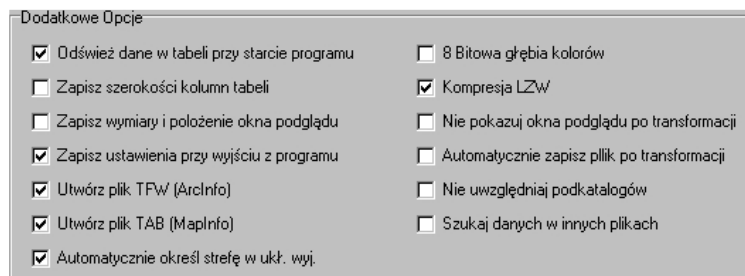 Dodatkowe Opcje
Odśwież dane w tabeli przy starcie programu
Zapisz szerokości kolumn tabeli
Zapisz wymiary i położenie okna podglądu
Zapisz ustawienia przy wyjściu z programu
Utwórz plik TFW (ArcInfo)
Utwórz plik TAB (MapInfo)
Automatycznie określ strefę w ukł. wyj.
8 Bitowa głębia kolorów
Kompresja LZW
Nie pokazuj okna podglądu po transformacji
Automatycznie zapisz pllik po transformacji
Nie uwzględniaj podkatalogów
Szukaj danych w innych plikach